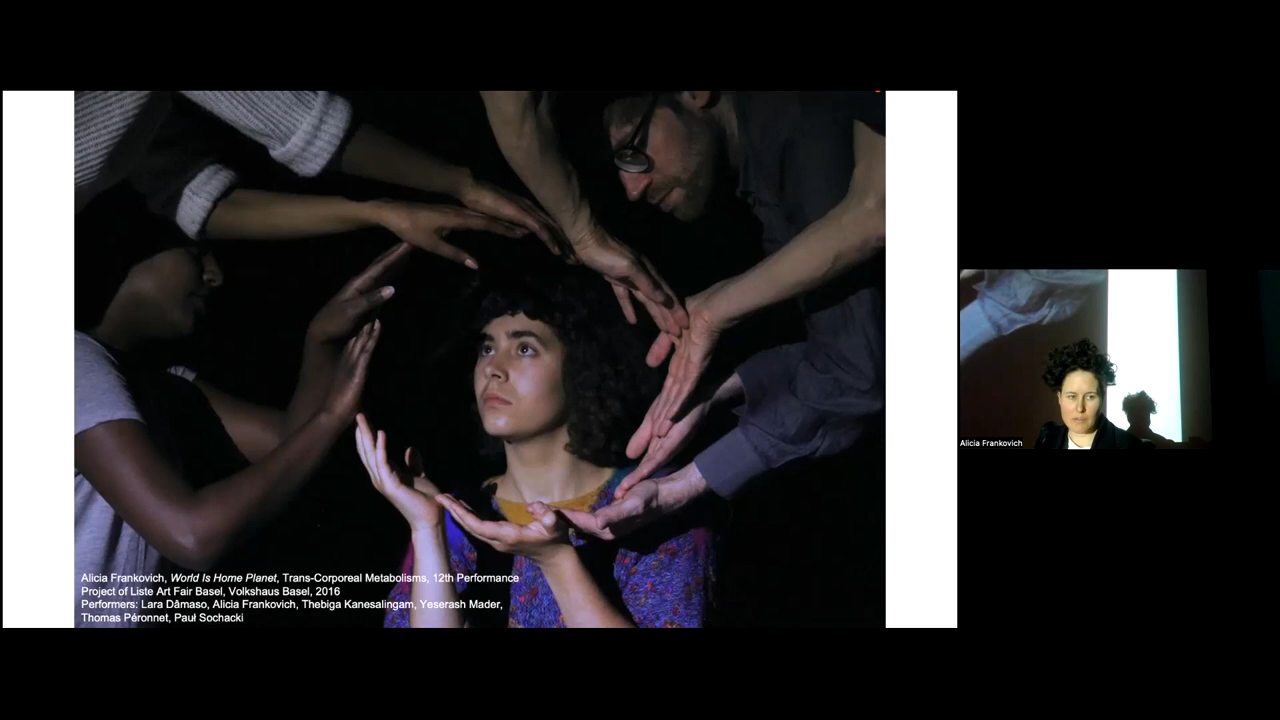 Alicia Frankovich, World Is Home Planet, Trans-Corporeal Metabolisms, 12th Performance
Project of Liste Art Fair Basel, Volkshaus Basel, 2016
Performers: Lara Dâmaso, Alicia Frankovich, Thebiga Kanesalingam, Yeserash Mader,
Thomas Péronnet, Paul Sochacki
Alicia Frankovich